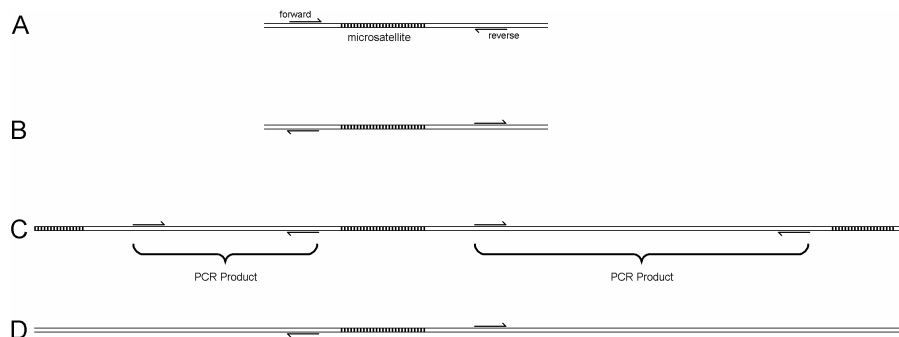 A
forward
microsatellite
reverse
B
C
PCR Product
PCR Product
D